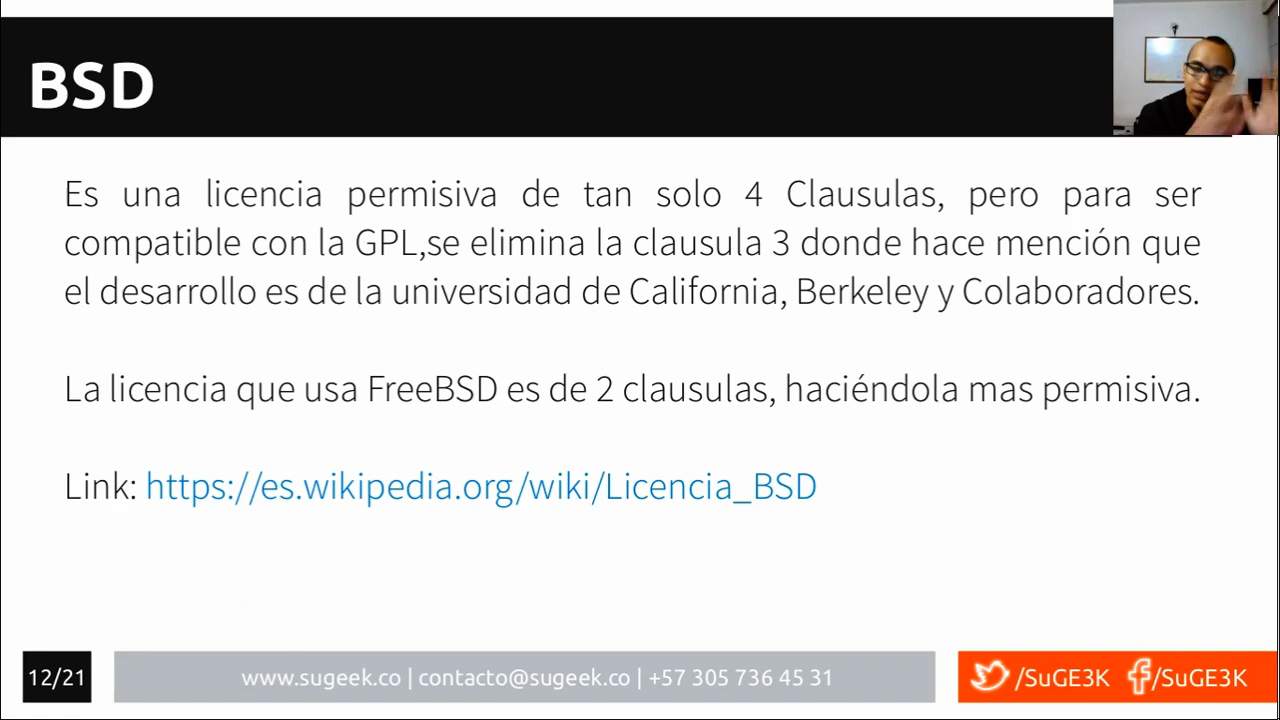 BSD
Es una licencia permisiva de tan solo 4 Clausulas, pero para ser
compatible con la GPL,se elimina la clausula 3 donde hace mención que
el desarrollo es de la universidad de California, Berkeley y Colaboradores.
La licencia que usa FreeBSD es de 2 clausulas, haciéndola mas permisiva.
Link: https://es.wikipedia.org/wiki/Licencia_BSD
12/21
www.sugeek.co | contacto@sugeek.co | +57 305 736 45 31
/SuGE3K
/SuGE3K